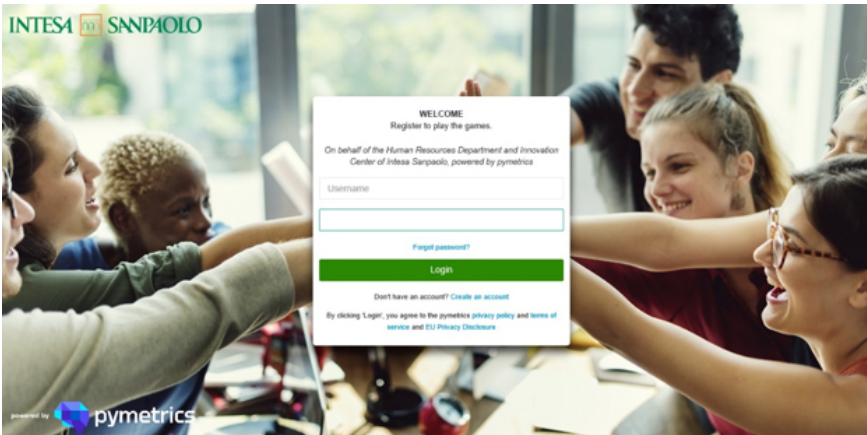 INTESA SANPAOLO
WELCOME
Register to play the games.
On behalf of the Human Resources Department and Innovation
Center of Intesa Sanpaolo, powered by pymetrics
Username
Forgot password?
Login
Don't have an account? Create an account
By clicking 'Login', you agree to the pymetrics privacy policy and terms of
service and EU Privacy Disclosure
powered by pymetrics